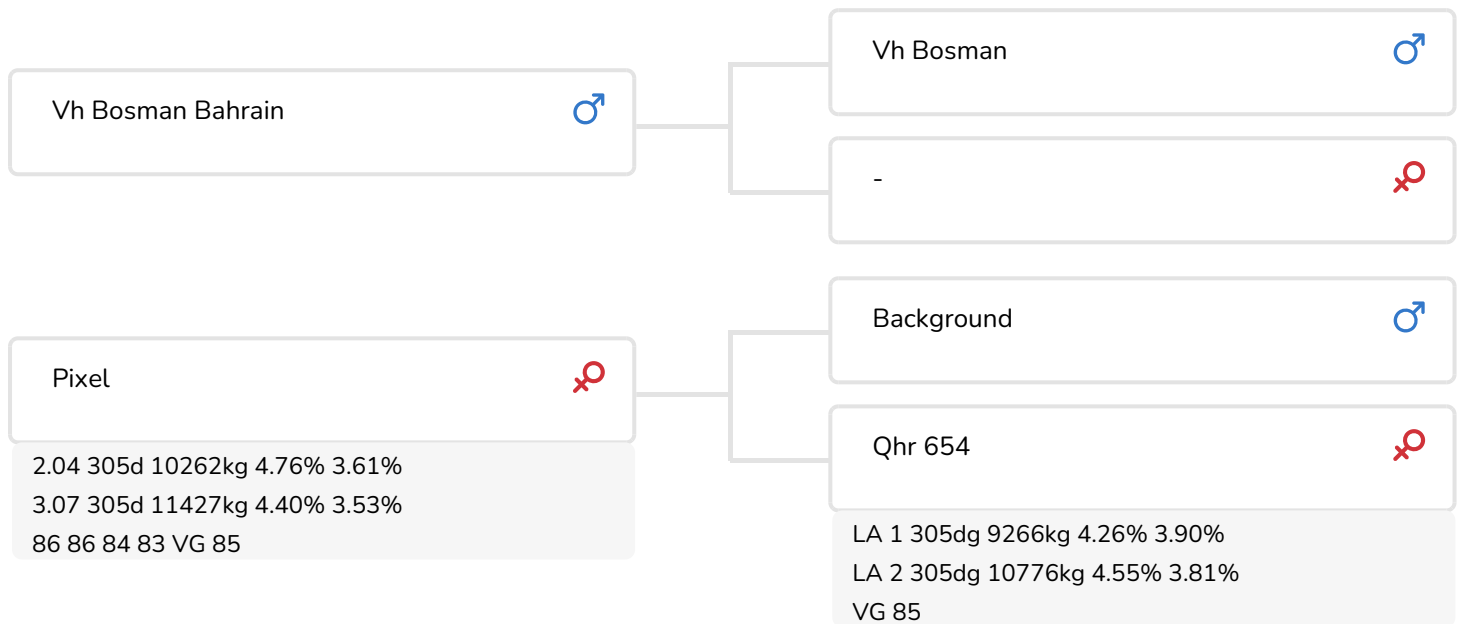 Vh Bosman Bahrain
Vh Bosman
-
Pixel
2.04 305d 10262kg 4.76% 3.61%
3.07 305d 11427kg 4.40% 3.53%
86 86 84 83 VG 85
Background
Qhr 654
LA 1 305dg 9266kg 4.26% 3.90%
LA 2 305dg 10776kg 4.55% 3.81%
VG 85